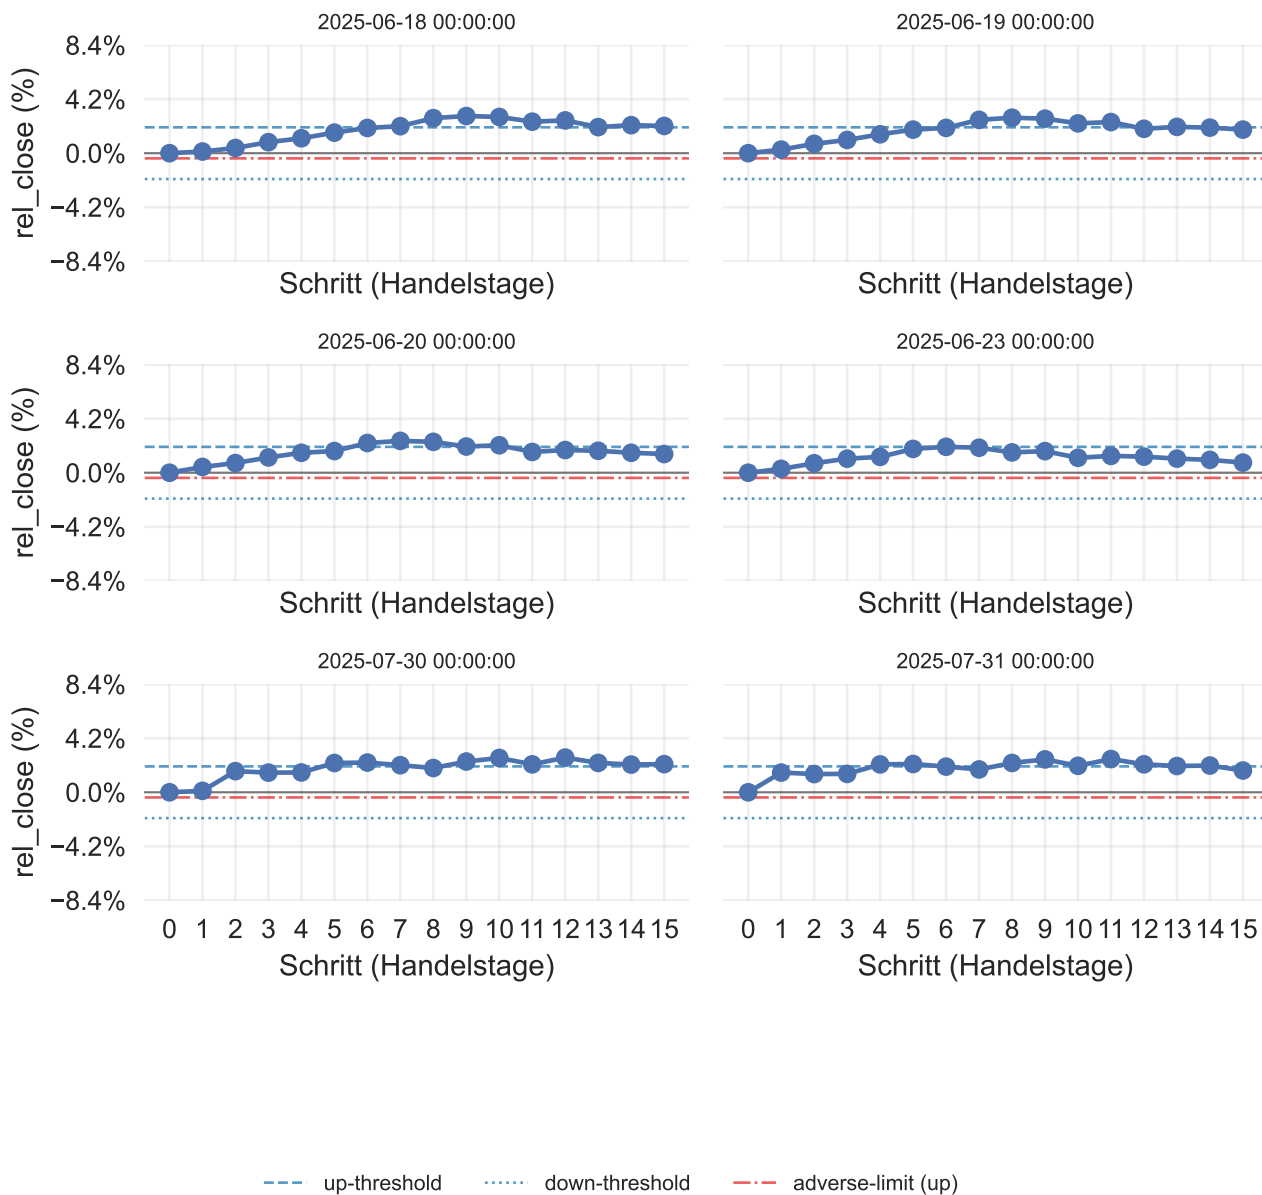 2025-06-18 00:00:00
2025-06-19 00:00:00
rel_close (%)
8.4%
4.2%
0.0%
−4.2%
−8.4%
Schritt (Handelstage)
Schritt (Handelstage)
2025-06-20 00:00:00
2025-06-23 00:00:00
rel_close (%)
8.4%
4.2%
0.0%
−4.2%
−8.4%
Schritt (Handelstage)
Schritt (Handelstage)
2025-07-30 00:00:00
2025-07-31 00:00:00
rel_close (%)
8.4%
4.2%
0.0%
−4.2%
−8.4%
0 1 2 3 4 5 6 7 8 9 10 11 12 13 14 15
0 1 2 3 4 5 6 7 8 9 10 11 12 13 14 15
Schritt (Handelstage)
Schritt (Handelstage)
up-threshold
down-threshold
adverse-limit (up)